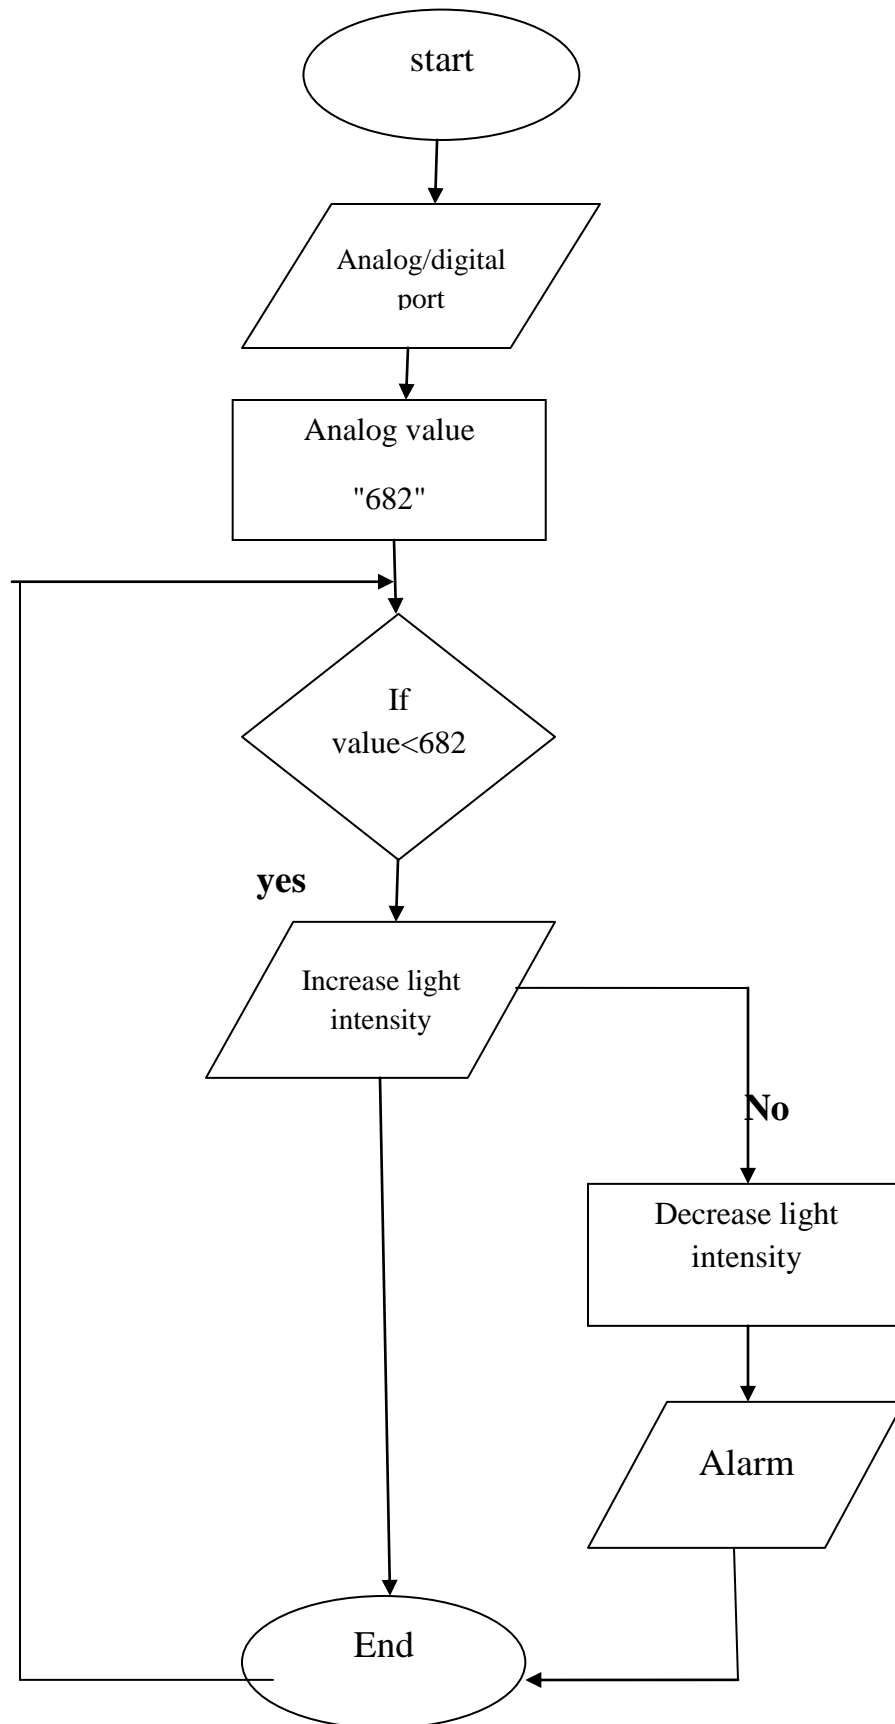 start
Analog/digital
port
Analog value
"682"
If
value<682
yes
Increase light
intensity
No
Decrease light
intensity
Alarm
End